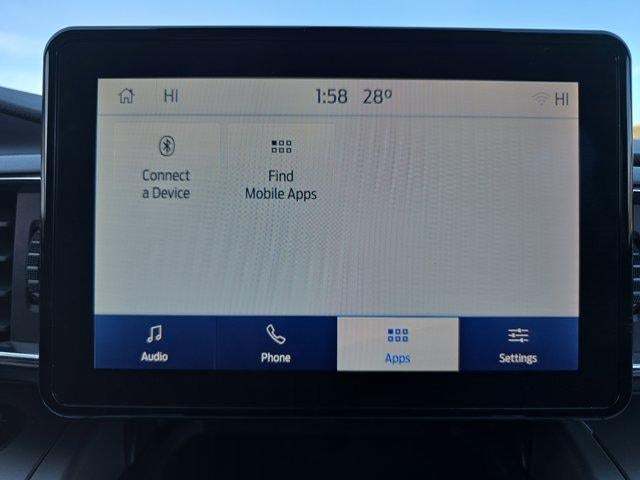 HI 1:58 28° HI
Connect
a Device
Find
Mobile Apps
Audio Phone Apps Settings